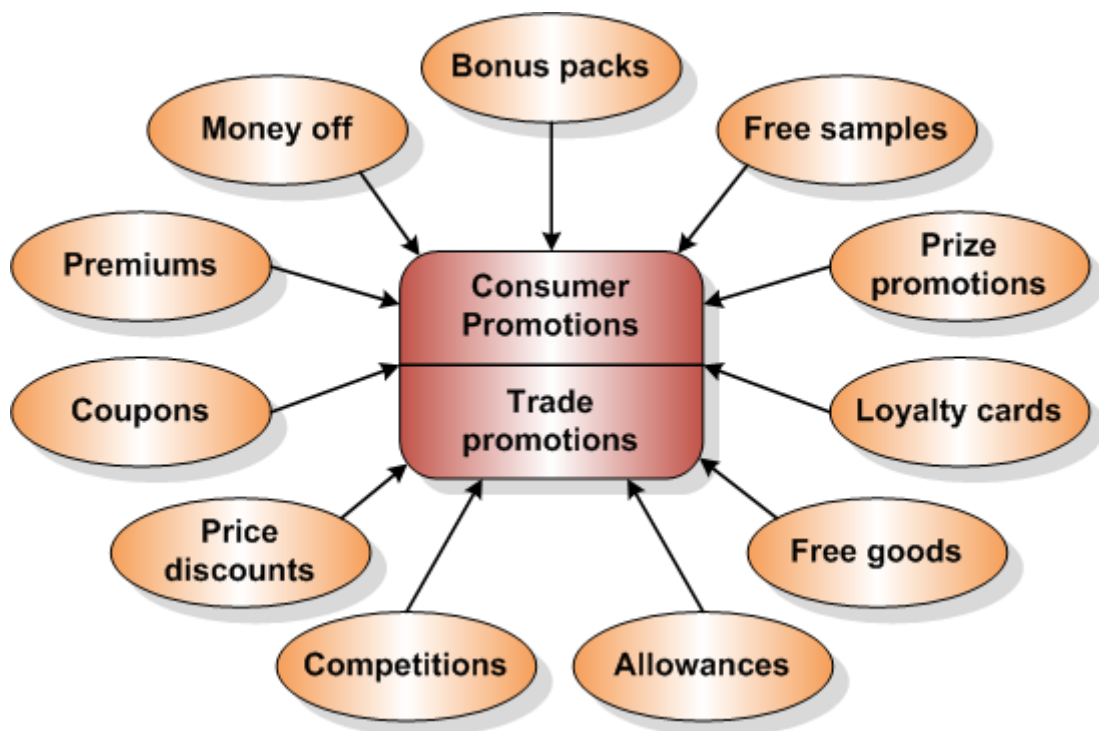 Bonus packs
Money off
Free samples
Premiums
Prize
promotions
Consumer
Promotions
Coupons
Trade
promotions
Loyalty cards
Price
discounts
Free goods
Competitions
Allowances